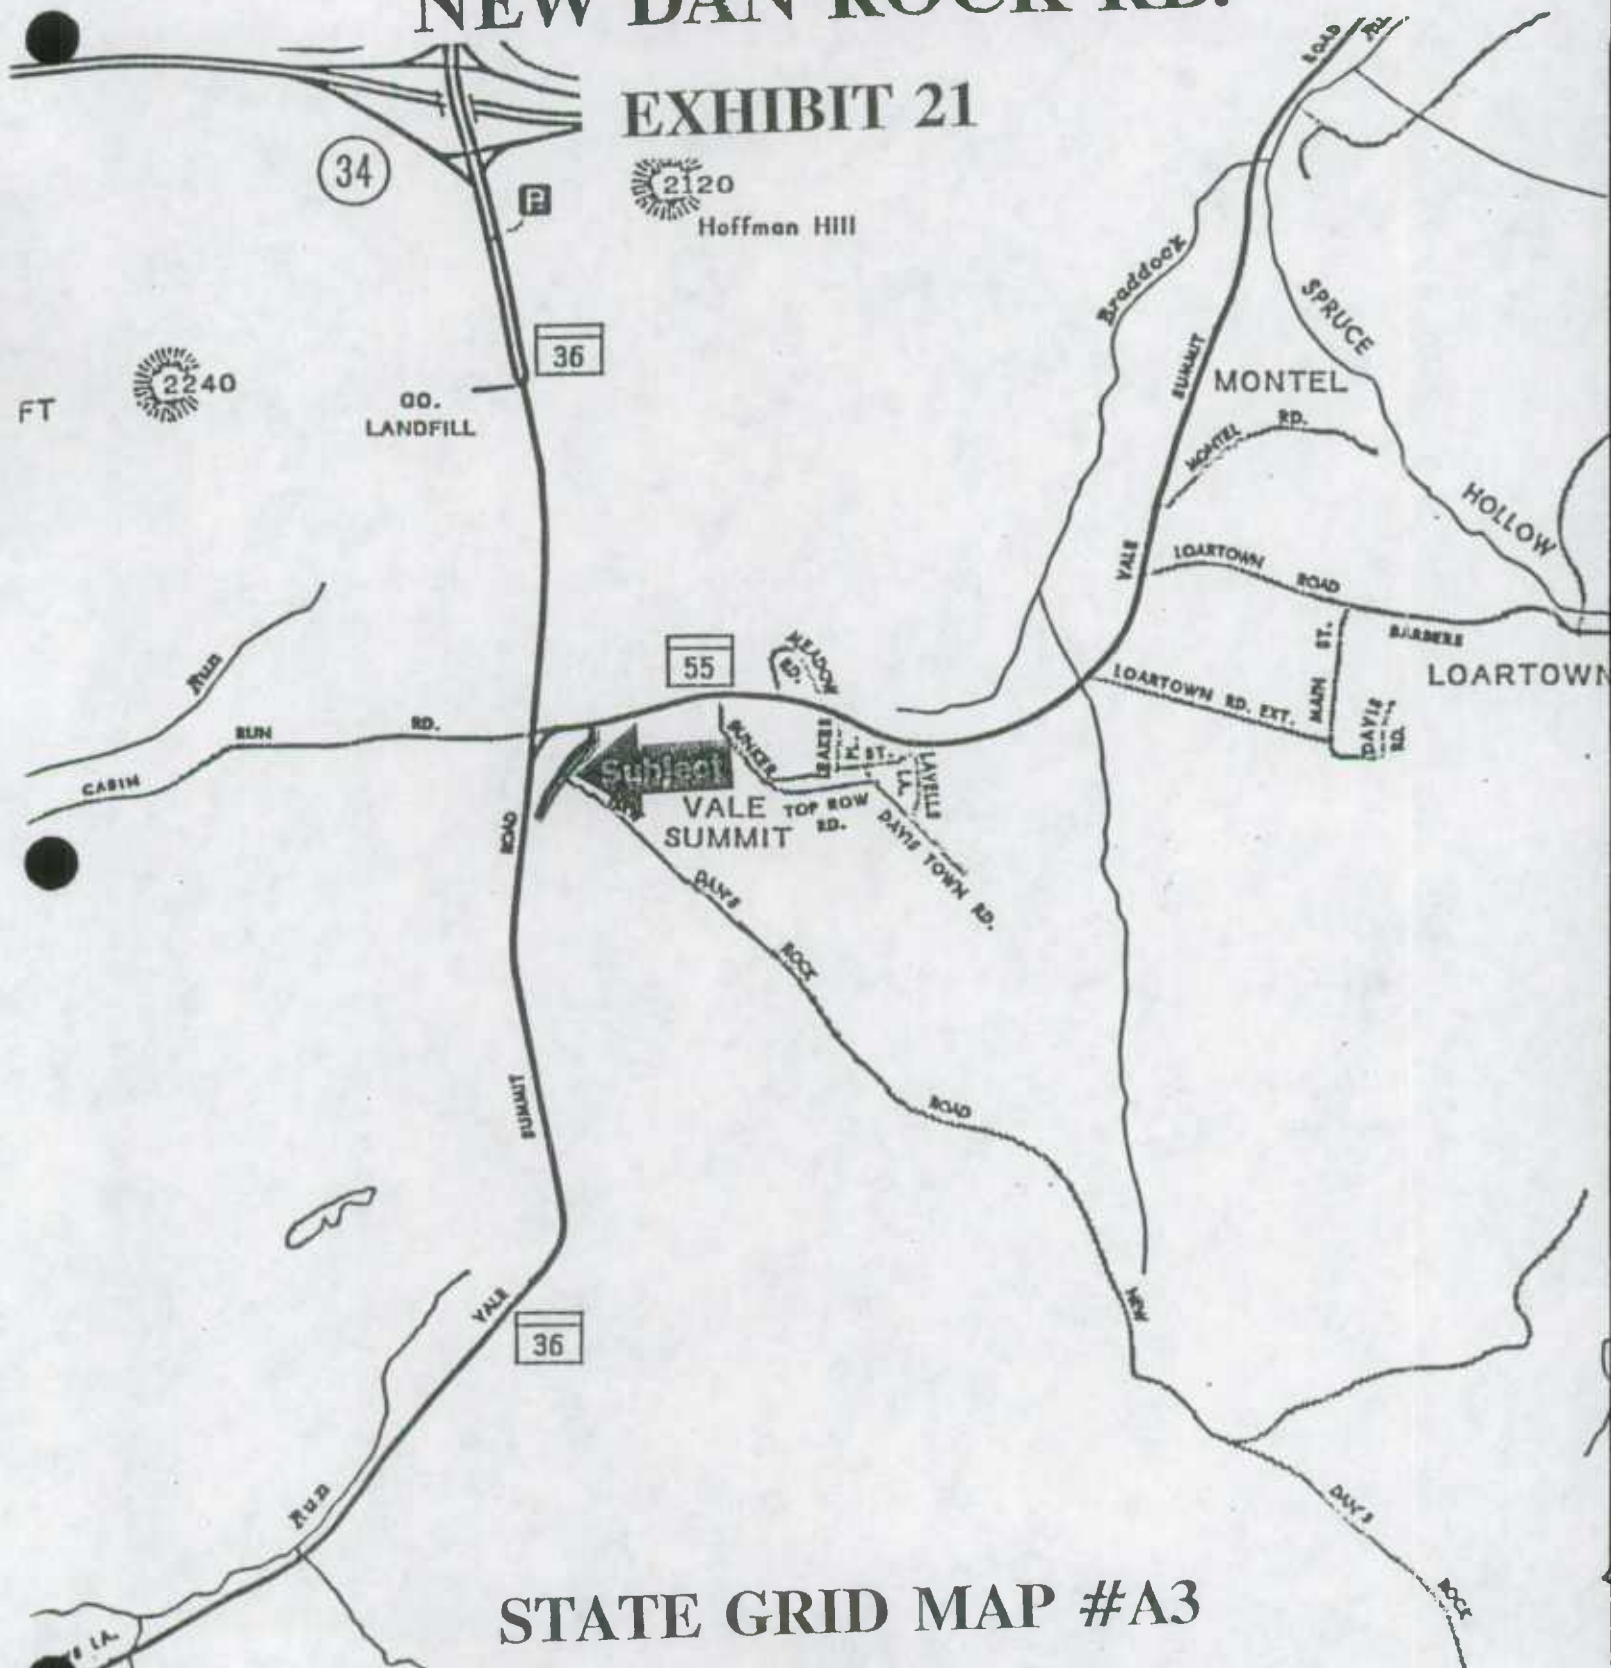 NEW DAN ROCK RD.
EXHIBIT 21
34
P
2120
Hoffman Hill
ROAD
Braddock
SPRUCE
36
SUMMIT
MONTEL
2240
FT
CO.
LANDFILL
MONTEL RD.
HOLLOW
VALE
LOARTOWN ROAD
Run
55
MEADOW
RD.
MAIN ST.
BARBERS
LOARTOWN
LOARTOWN RD. EXT.
DAVIS
RD.
CABIN RUN RD.
Subject
BUNKER
BAKER
PL.
ST.
LAYELLS
LA.
VALE
SUMMIT
TOP ROW
RD.
DAVIS TOWN RD.
ROAD
DAN'S
ROCK
ROAD
SUMMIT
NEW
VALE
36
Run
DAN'S
ROCK
LA.
STATE GRID MAP #A3